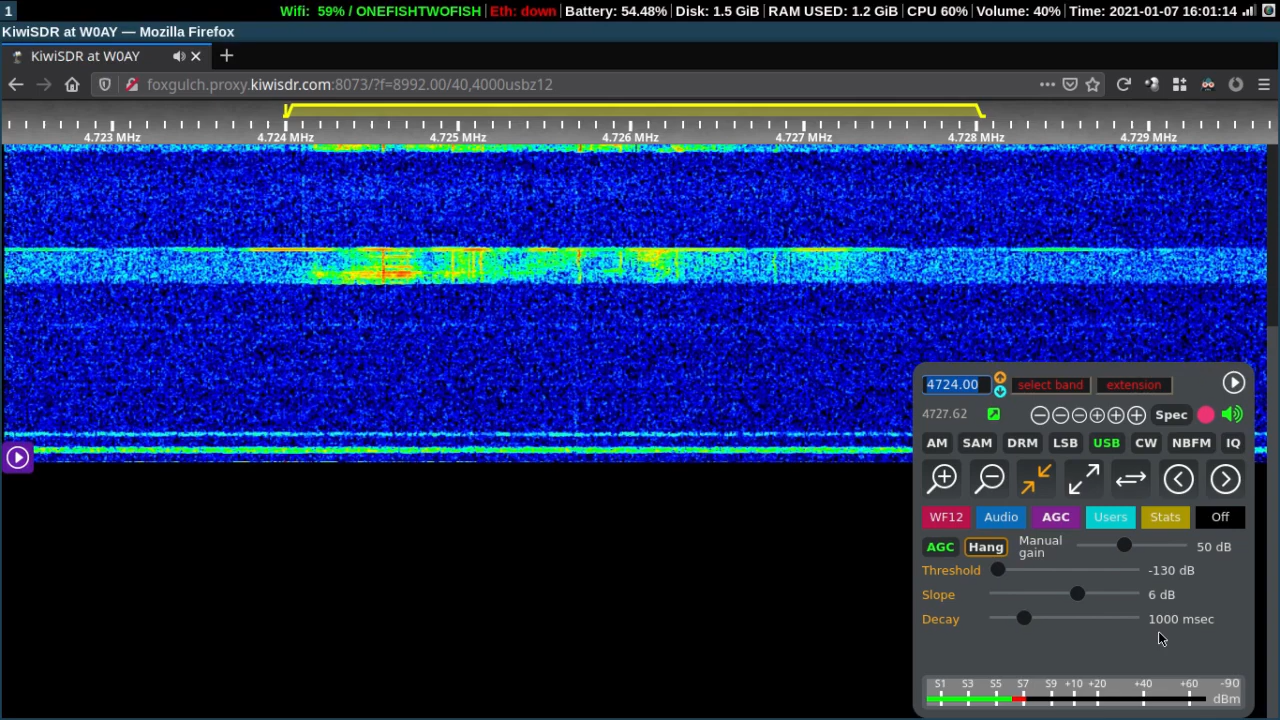 1
Wifi: 59% / ONEFISHTWOFISH | Eth: down | Battery: 54.48% | Disk: 1.5 GiB | RAM USED: 1.2 GiB | CPU 60% | Volume: 40% | Time: 2021-01-07 16:01:14
KiwiSDR at W0AY — Mozilla Firefox
KiwiSDR at W0AY
foxgulch.proxy.kiwisdr.com:8073/?f=8992.00/40,4000usbz12
4.723 MHz 4.724 MHz 4.725 MHz 4.726 MHz 4.727 MHz 4.728 MHz 4.729 MHz
4724.00 select band extension
4727.62 Spec
AM SAM DRM LSB USB CW NBFM IQ
WF12 Audio AGC Users Stats Off
AGC Hang Manual gain 50 dB
Threshold -130 dB
Slope 6 dB
Decay 1000 msec
S1 S3 S5 S7 S9 +10 +20 +40 +60 -90
dBm